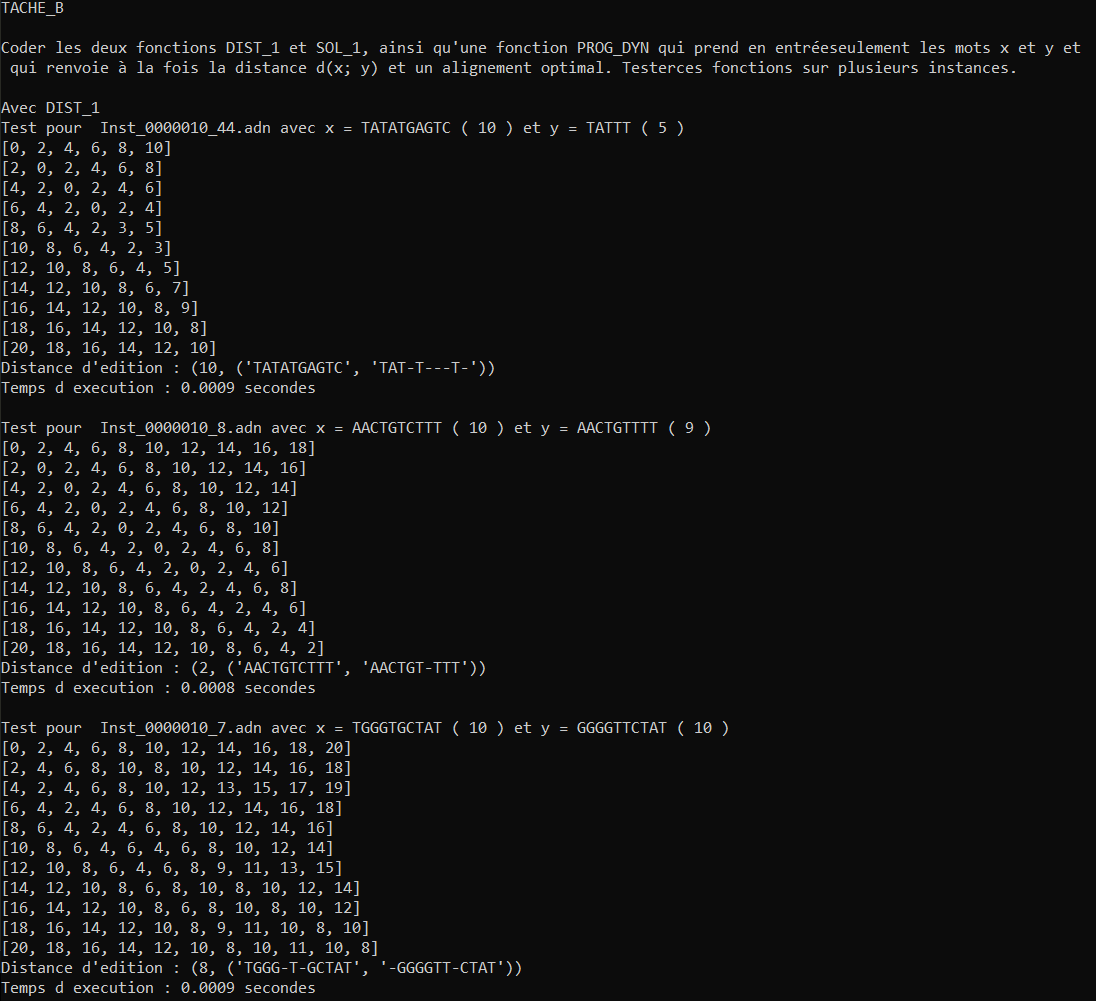 TACHE_B
Coder les deux fonctions DIST_1 et SOL_1, ainsi qu'une fonction PROG_DYN qui prend en entréeseulement les mots x et y et
qui renvoie à la fois la distance d(x; y) et un alignement optimal. Testerces fonctions sur plusieurs instances.
Avec DIST_1
Test pour  Inst_0000010_44.adn avec x = TATATGAGTC ( 10 ) et y = TATTT ( 5 )
[0, 2, 4, 6, 8, 10]
[2, 0, 2, 4, 6, 8]
[4, 2, 0, 2, 4, 6]
[6, 4, 2, 0, 2, 4]
[8, 6, 4, 2, 3, 5]
[10, 8, 6, 4, 2, 3]
[12, 10, 8, 6, 4, 5]
[14, 12, 10, 8, 6, 7]
[16, 14, 12, 10, 8, 9]
[18, 16, 14, 12, 10, 8]
[20, 18, 16, 14, 12, 10]
Distance d'edition : (10, ('TATATGAGTC', 'TAT-T---T-'))
Temps d execution : 0.0009 secondes
Test pour  Inst_0000010_8.adn avec x = AACTGTCTTT ( 10 ) et y = AACTGTTTT ( 9 )
[0, 2, 4, 6, 8, 10, 12, 14, 16, 18]
[2, 0, 2, 4, 6, 8, 10, 12, 14, 16]
[4, 2, 0, 2, 4, 6, 8, 10, 12, 14]
[6, 4, 2, 0, 2, 4, 6, 8, 10, 12]
[8, 6, 4, 2, 0, 2, 4, 6, 8, 10]
[10, 8, 6, 4, 2, 0, 2, 4, 6, 8]
[12, 10, 8, 6, 4, 2, 0, 2, 4, 6]
[14, 12, 10, 8, 6, 4, 2, 4, 6, 8]
[16, 14, 12, 10, 8, 6, 4, 2, 4, 6]
[18, 16, 14, 12, 10, 8, 6, 4, 2, 4]
[20, 18, 16, 14, 12, 10, 8, 6, 4, 2]
Distance d'edition : (2, ('AACTGTCTTT', 'AACTGT-TTT'))
Temps d execution : 0.0008 secondes
Test pour  Inst_0000010_7.adn avec x = TGGGTGCTAT ( 10 ) et y = GGGGTTCTAT ( 10 )
[0, 2, 4, 6, 8, 10, 12, 14, 16, 18, 20]
[2, 4, 6, 8, 10, 8, 10, 12, 14, 16, 18]
[4, 2, 4, 6, 8, 10, 12, 13, 15, 17, 19]
[6, 4, 2, 4, 6, 8, 10, 12, 14, 16, 18]
[8, 6, 4, 2, 4, 6, 8, 10, 12, 14, 16]
[10, 8, 6, 4, 6, 4, 6, 8, 10, 12, 14]
[12, 10, 8, 6, 4, 6, 8, 9, 11, 13, 15]
[14, 12, 10, 8, 6, 8, 10, 8, 10, 12, 14]
[16, 14, 12, 10, 8, 6, 8, 10, 8, 10, 12]
[18, 16, 14, 12, 10, 8, 9, 11, 10, 8, 10]
[20, 18, 16, 14, 12, 10, 8, 10, 11, 10, 8]
Distance d'edition : (8, ('TGGG-T-GCTAT', '-GGGGTT-CTAT'))
Temps d execution : 0.0009 secondes